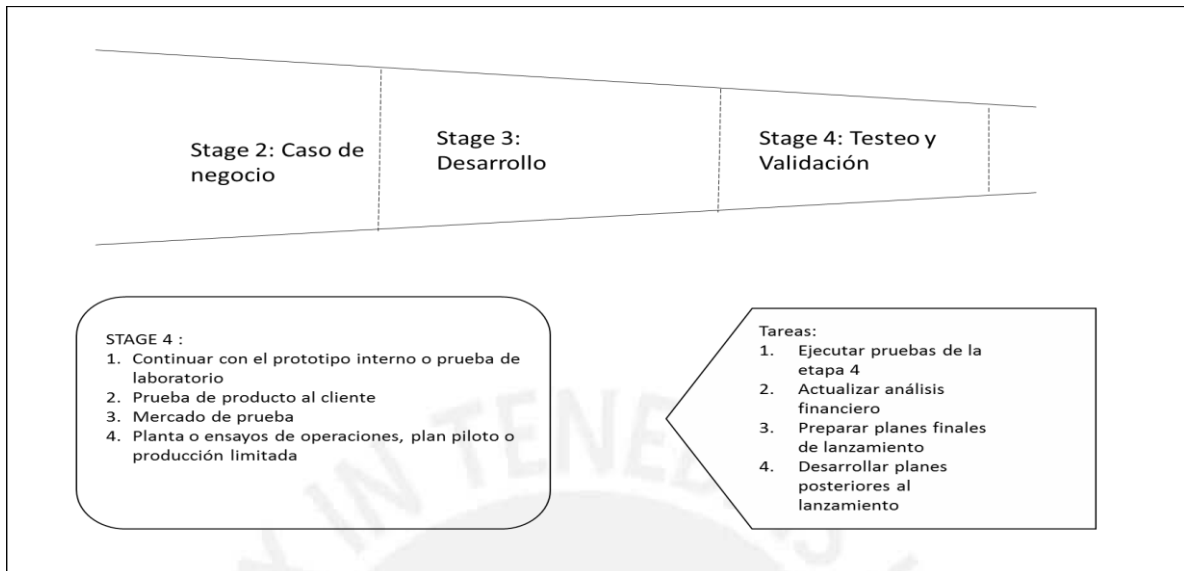 Stage 2: Caso de
negocio
Stage 3:
Desarrollo
Stage 4: Testeo y
Validación
STAGE 4 :
1. Continuar con el prototipo interno o prueba de
laboratorio
2. Prueba de producto al cliente
3. Mercado de prueba
4. Planta o ensayos de operaciones, plan piloto o
producción limitada
Tareas:
1. Ejecutar pruebas de la
etapa 4
2. Actualizar análisis
financiero
3. Preparar planes finales
de lanzamiento
4. Desarrollar planes
posteriores al
lanzamiento